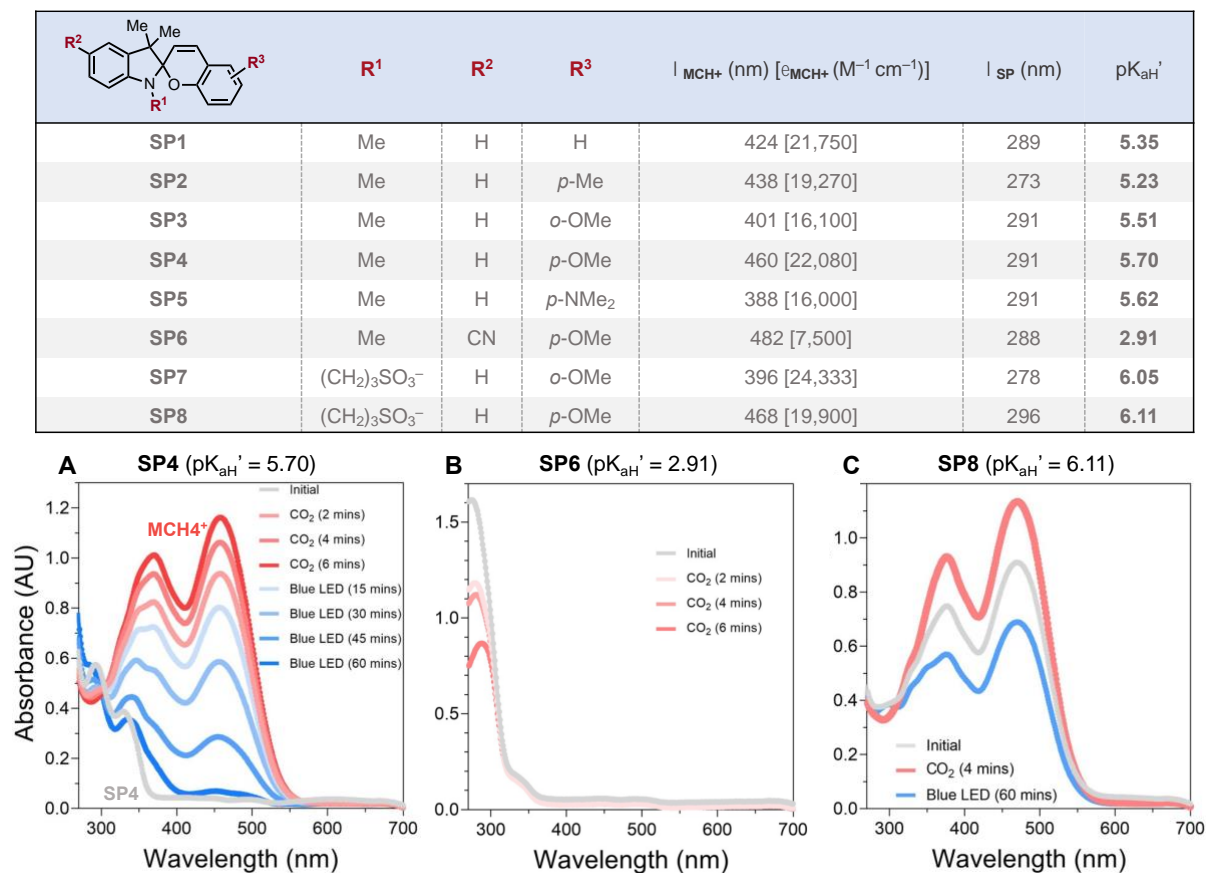 R² Me Me R³ N O R¹ R¹ R² R³ l MCH+ (nm) [eMCH+ (M⁻¹ cm⁻¹)] l SP (nm) pKaH'
SP1 Me H H 424 [21,750] 289 5.35
SP2 Me H p-Me 438 [19,270] 273 5.23
SP3 Me H o-OMe 401 [16,100] 291 5.51
SP4 Me H p-OMe 460 [22,080] 291 5.70
SP5 Me H p-NMe₂ 388 [16,000] 291 5.62
SP6 Me CN p-OMe 482 [7,500] 288 2.91
SP7 (CH₂)₃SO₃⁻ H o-OMe 396 [24,333] 278 6.05
SP8 (CH₂)₃SO₃⁻ H p-OMe 468 [19,900] 296 6.11
A SP4 (pKaH' = 5.70)
Absorbance (AU)
1.2
1.0
0.8
0.6
0.4
0.2
0.0
MCH4⁺
SP4
Initial
CO₂ (2 mins)
CO₂ (4 mins)
CO₂ (6 mins)
Blue LED (15 mins)
Blue LED (30 mins)
Blue LED (45 mins)
Blue LED (60 mins)
300 400 500 600 700
Wavelength (nm)
B SP6 (pKaH' = 2.91)
1.5
1.0
0.5
0.0
Initial
CO₂ (2 mins)
CO₂ (4 mins)
CO₂ (6 mins)
300 400 500 600 700
Wavelength (nm)
C SP8 (pKaH' = 6.11)
1.0
0.8
0.6
0.4
0.2
0.0
Initial
CO₂ (4 mins)
Blue LED (60 mins)
300 400 500 600 700
Wavelength (nm)